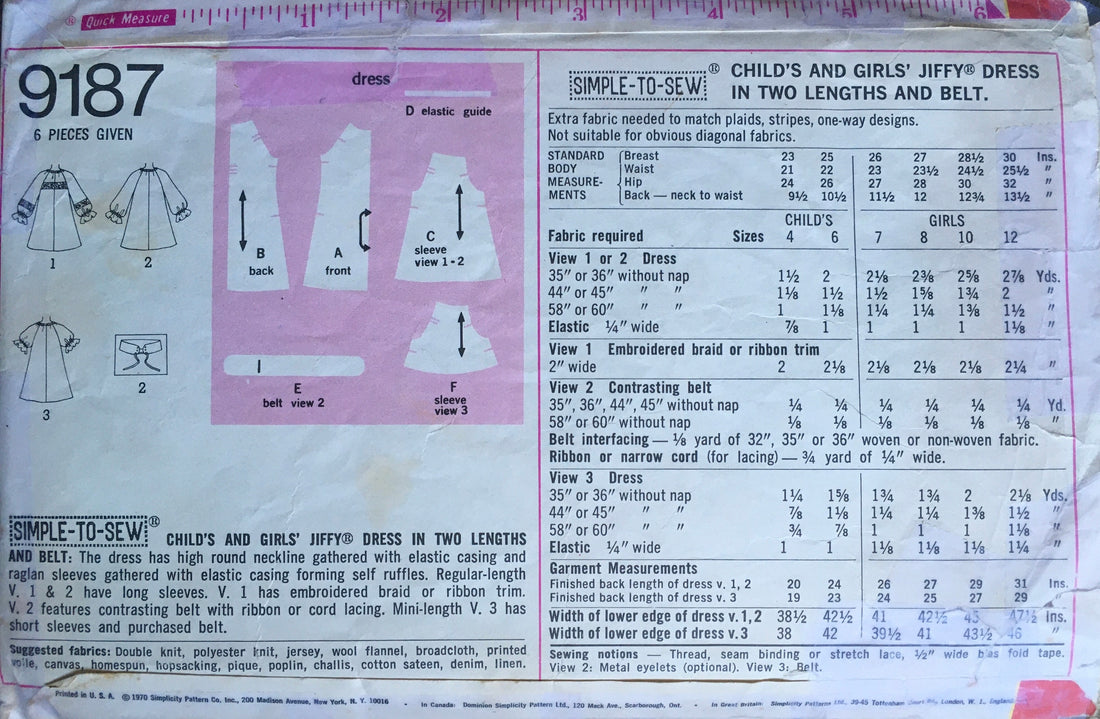 ® Quick Measure 1 2 3 4 5 6
9187
6 PIECES GIVEN
1
2
3
2
dress
D elastic guide
B
back
A
front
C
sleeve
view 1-2
E
belt view 2
F
sleeve
view 3
SIMPLE-TO-SEW® CHILD'S AND GIRLS' JIFFY® DRESS IN TWO LENGTHS
AND BELT: The dress has high round neckline gathered with elastic casing and
raglan sleeves gathered with elastic casing forming self ruffles. Regular-length
V. 1 & 2 have long sleeves. V. 1 has embroidered braid or ribbon trim.
V. 2 features contrasting belt with ribbon or cord lacing. Mini-length V. 3 has
short sleeves and purchased belt.
Suggested fabrics: Double knit, polyester knit, jersey, wool flannel, broadcloth, printed
voile, canvas, homespun, hopsacking, pique, poplin, challis, cotton sateen, denim, linen.
SIMPLE-TO-SEW® CHILD'S AND GIRLS' JIFFY® DRESS
IN TWO LENGTHS AND BELT.
Extra fabric needed to match plaids, stripes, one-way designs.
Not suitable for obvious diagonal fabrics.
STANDARD Breast 23 25 26 27 28½ 30 Ins.
BODY Waist 21 22 23 23½ 24½ 25½ "
MEASURE- Hip 24 26 27 28 30 32 "
MENTS Back — neck to waist 9½ 10½ 11½ 12 12¾ 13½ "
CHILD'S GIRLS
Fabric required Sizes 4 6 7 8 10 12
View 1 or 2 Dress
35" or 36" without nap 1½ 2 2⅛ 2⅜ 2⅝ 2⅞ Yds.
44" or 45" " " 1⅛ 1½ 1½ 1⅝ 1¾ 2 "
58" or 60" " " 1 1⅛ 1¼ 1¼ 1⅜ 1½ "
Elastic ¼" wide ⅞ 1 1 1 1 1⅛ "
View 1 Embroidered braid or ribbon trim
2" wide 2 2⅛ 2⅛ 2⅛ 2⅛ 2¼ "
View 2 Contrasting belt
35", 36", 44", 45" without nap ¼ ¼ ¼ ¼ ¼ ¼ Yd.
58" or 60" without nap ⅛ ⅛ ⅛ ⅛ ⅛ ⅛ "
Belt interfacing — ⅛ yard of 32", 35" or 36" woven or non-woven fabric.
Ribbon or narrow cord (for lacing) — ¾ yard of ¼" wide.
View 3 Dress
35" or 36" without nap 1¼ 1⅝ 1¾ 1¾ 2 2⅛ Yds.
44" or 45" " " ⅞ 1⅛ 1¼ 1¼ 1⅜ 1½ "
58" or 60" " " ¾ ⅞ 1 1 1 1⅛ "
Elastic ¼" wide 1 1 1⅛ 1⅛ 1⅛ 1¼ "
Garment Measurements
Finished back length of dress v. 1, 2 20 24 26 27 29 31 Ins.
Finished back length of dress v. 3 19 23 24 25 27 29 "
Width of lower edge of dress v. 1,2 38½ 42½ 41 42½ 45 47½ Ins.
Width of lower edge of dress v.3 38 42 39½ 41 43½ 46 "
Sewing notions — Thread, seam binding or stretch lace, ½" wide bias fold tape.
View 2: Metal eyelets (optional). View 3: Belt.
Printed in U. S. A. © 1970 Simplicity Pattern Co. Inc., 200 Madison Avenue, New York, N. Y. 10016 • In Canada: Dominion Simplicity Pattern Ltd., 120 Mack Ave., Scarborough, Ont. • In Great Britain: Simplicity Patterns Ltd., 39-45 Tottenham Court Rd., London, W. 1., England